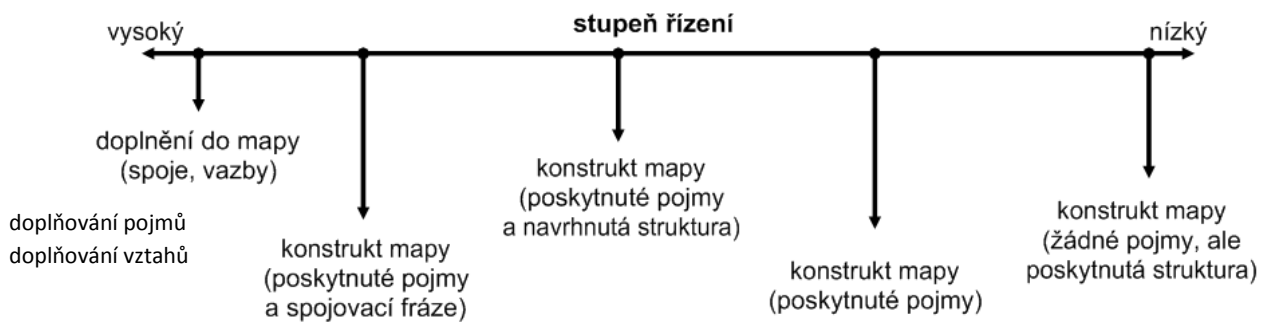 stupeň řízení
vysoký
nízký
doplnění do mapy
(spoje, vazby)
doplňování pojmů
doplňování vztahů
konstrukt mapy
(poskytnuté pojmy
a spojovací fráze)
konstrukt mapy
(poskytnuté pojmy
a navrhnutá struktura)
konstrukt mapy
(poskytnuté pojmy)
konstrukt mapy
(žádné pojmy, ale
poskytnutá struktura)